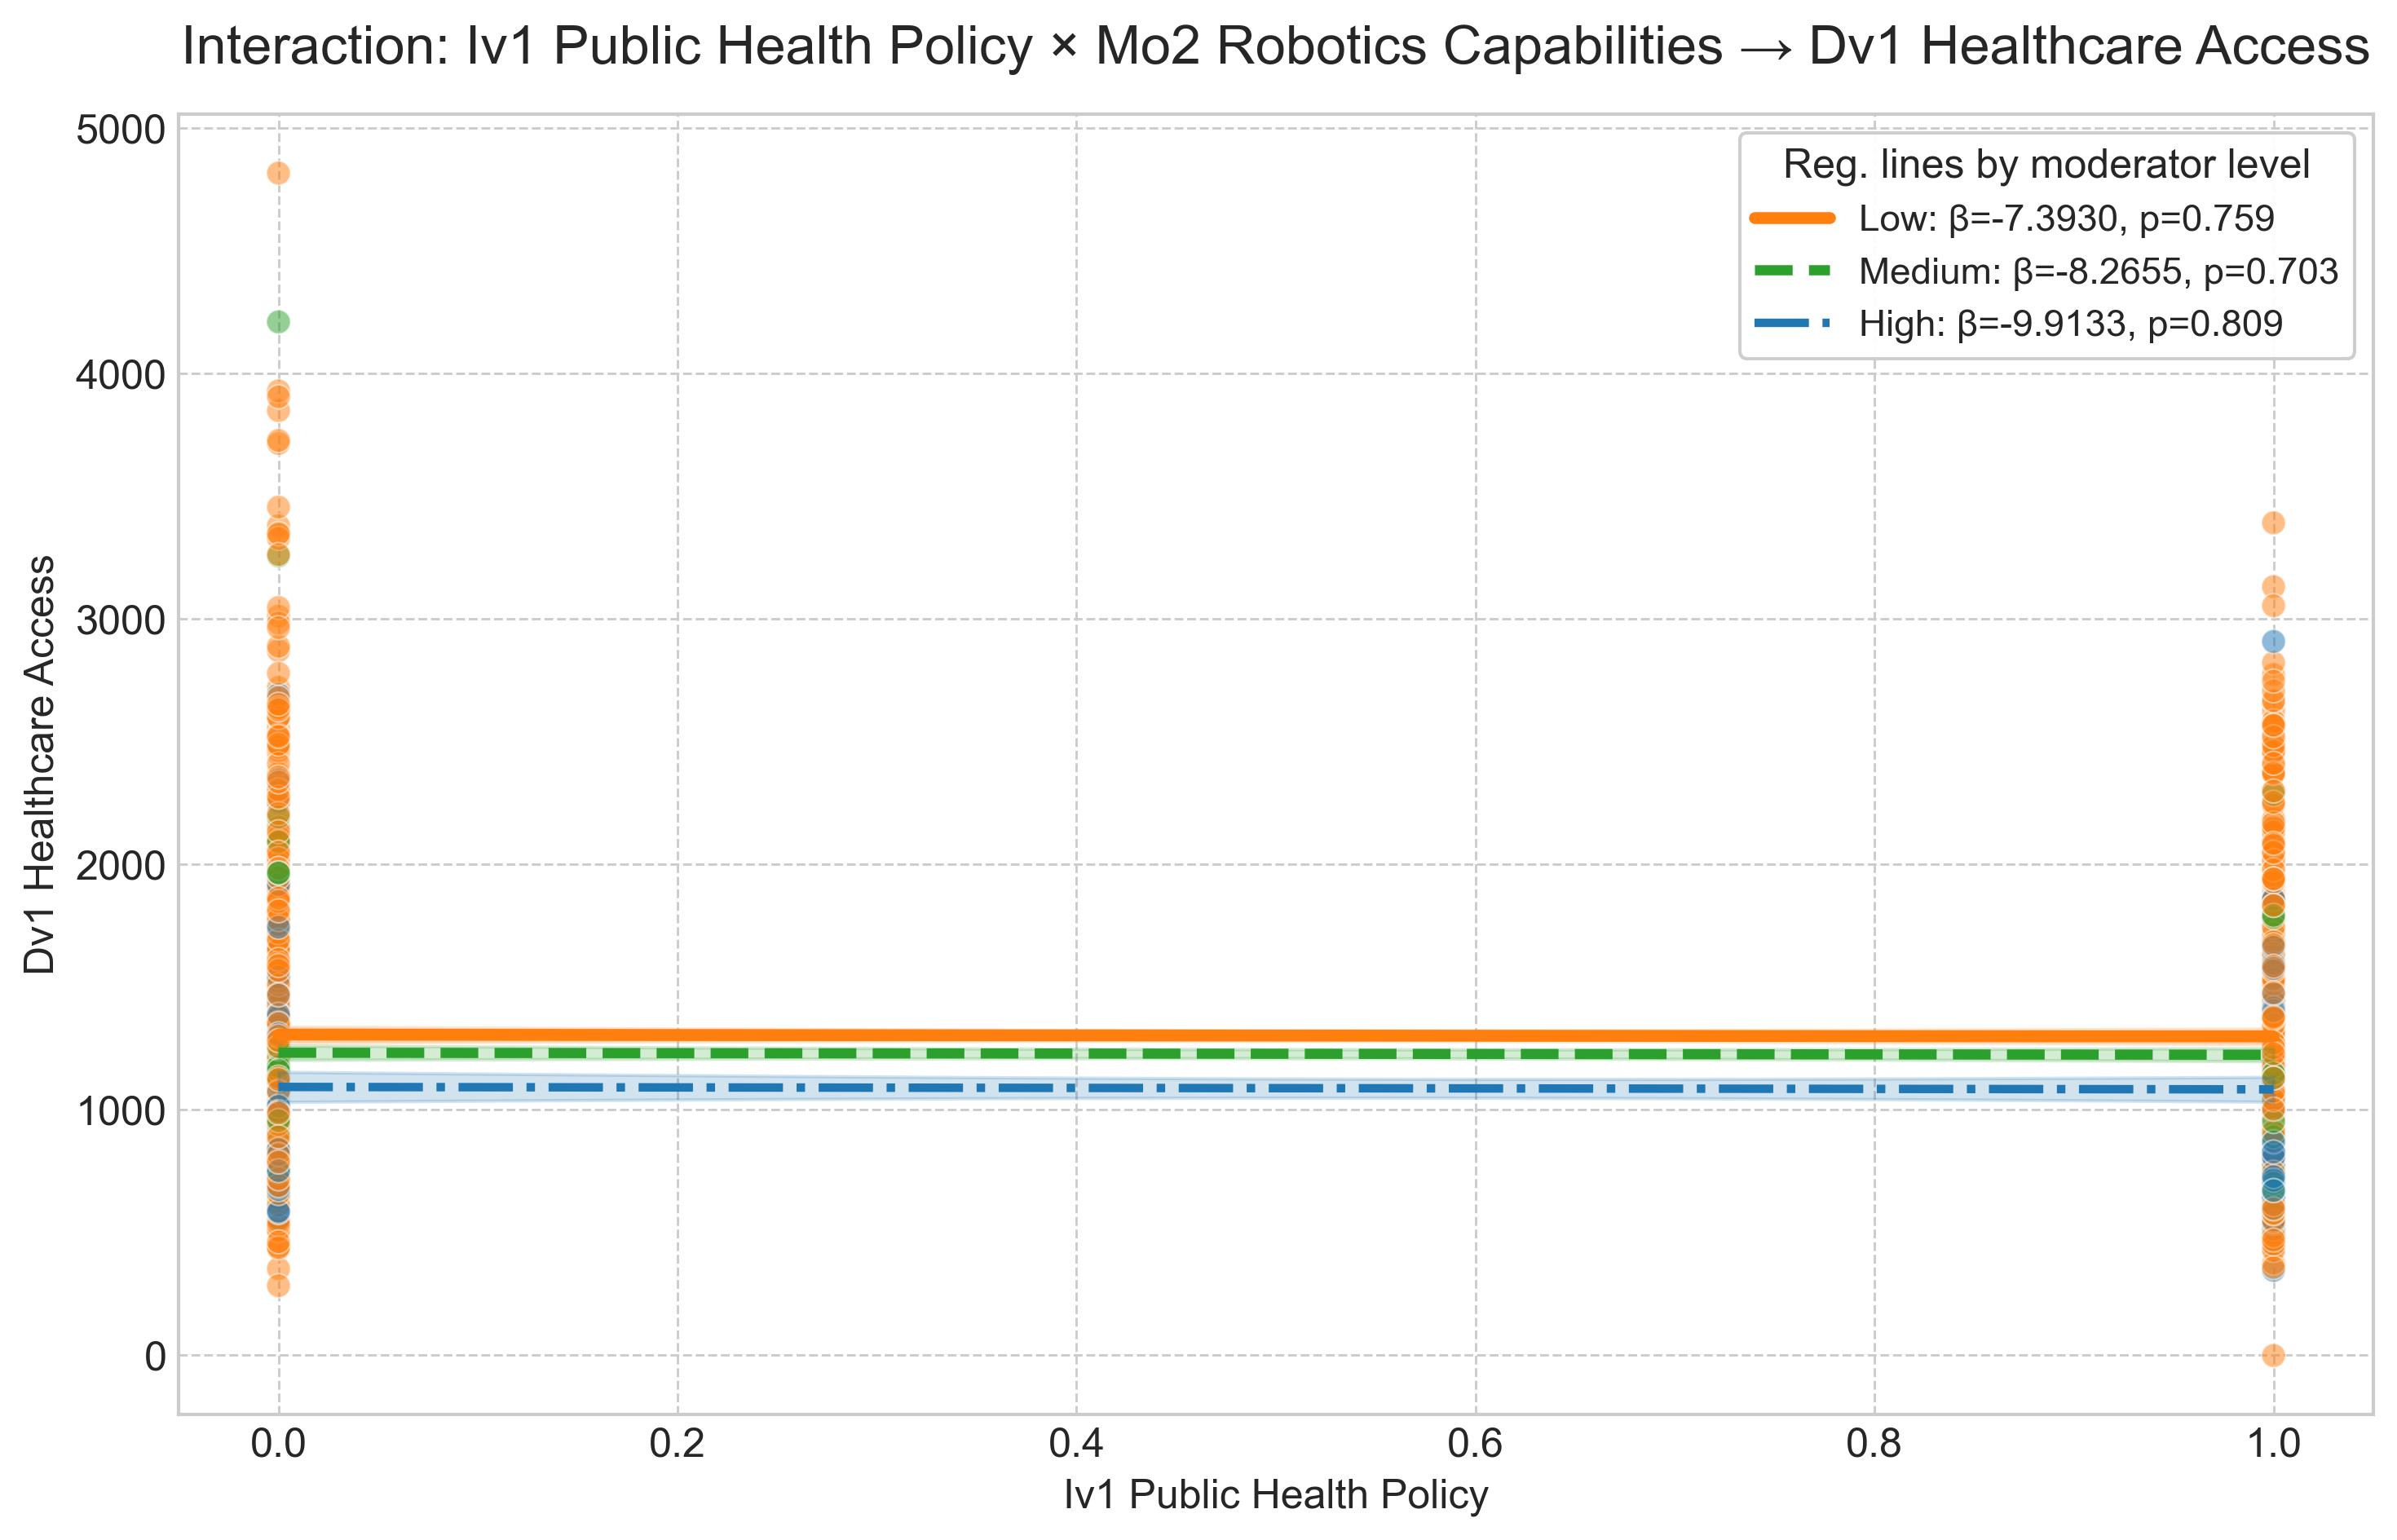 Interaction: Iv1 Public Health Policy × Mo2 Robotics Capabilities → Dv1 Healthcare Access
5000
4000
3000
2000
1000
0
Dv1 Healthcare Access
Reg. lines by moderator level
Low: β=-7.3930, p=0.759
Medium: β=-8.2655, p=0.703
High: β=-9.9133, p=0.809
0.0 0.2 0.4 0.6 0.8 1.0
Iv1 Public Health Policy